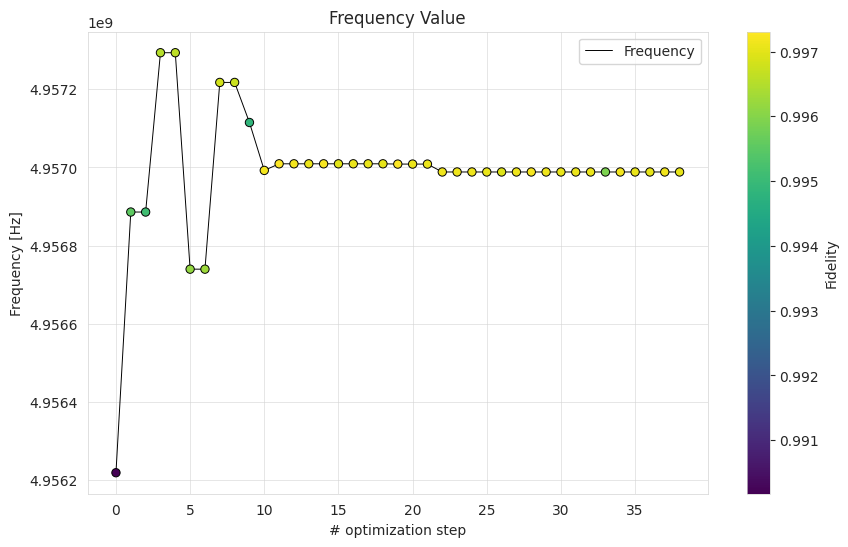 Frequency Value
1e9
Frequency
4.9572
4.9570
4.9568
4.9566
4.9564
4.9562
Frequency [Hz]
0 5 10 15 20 25 30 35
# optimization step
0.997
0.996
0.995
0.994
0.993
0.992
0.991
Fidelity